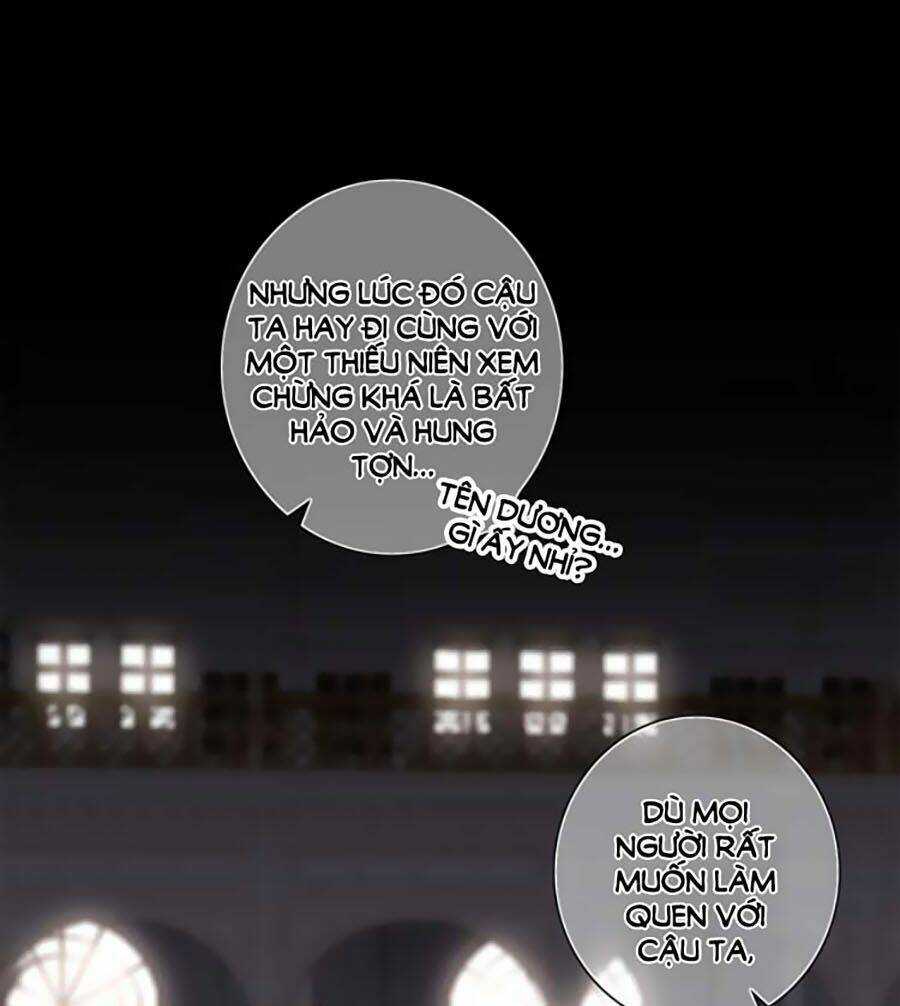 NHƯNG LÚC ĐÓ CẬU
TA HAY ĐI CÙNG VỚI
MỘT THIẾU NIÊN XEM
CHỪNG KHÁ LÀ BẤT
HẢO VÀ HUNG
TỢN...
TÊN DƯƠNG...
GÌ ẤY NHỈ?
DÙ MỌI
NGƯỜI RẤT
MUỐN LÀM
QUEN VỚI
CẬU TA,